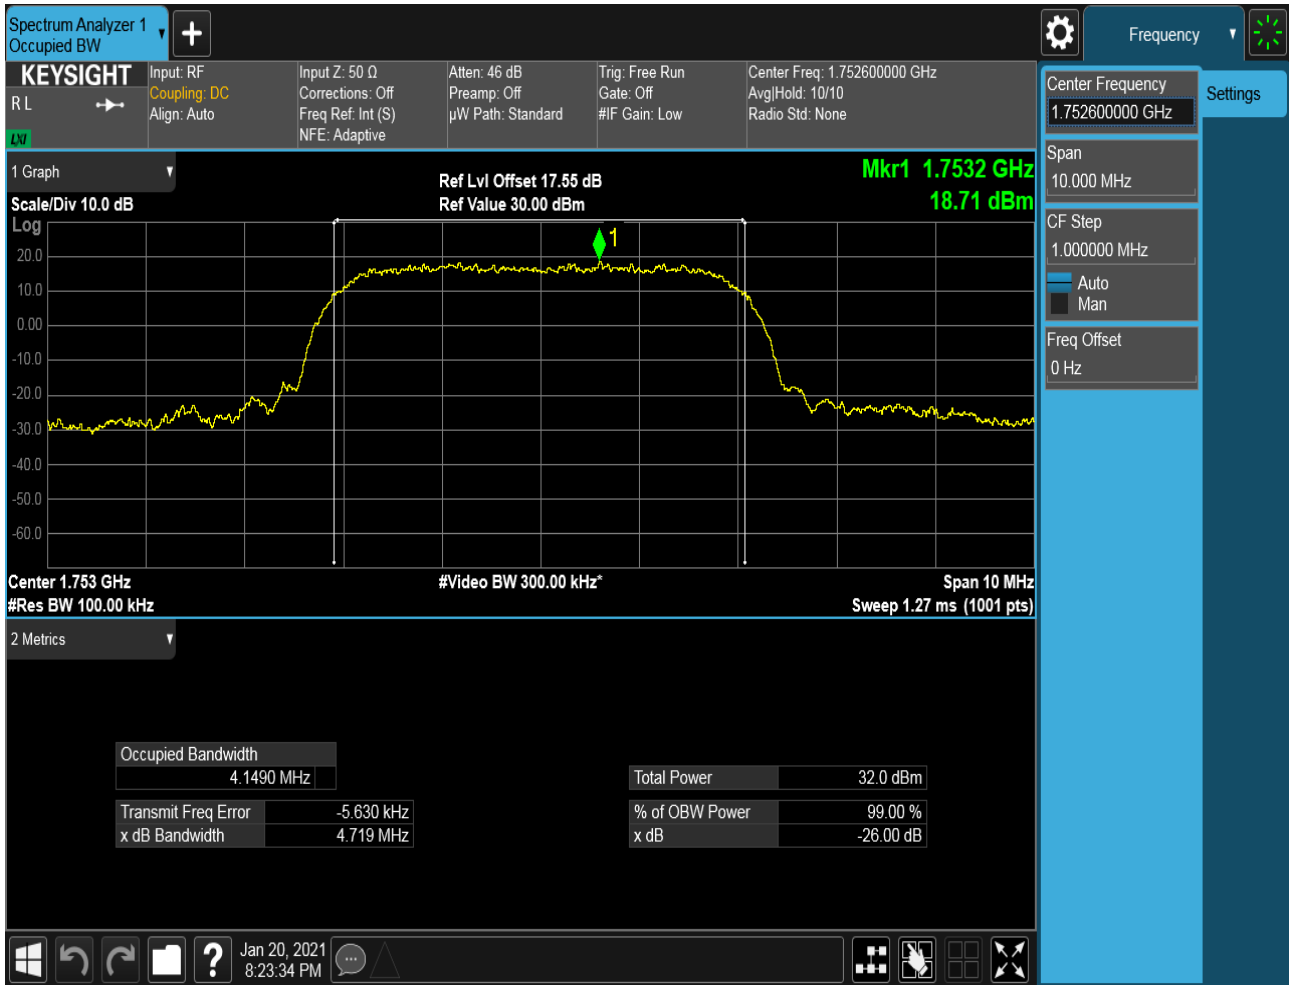 Spectrum Analyzer 1
Occupied BW
Frequency
KEYSIGHT
R L
LXI
Input: RF
Coupling: DC
Align: Auto
Input Z: 50 Ω
Corrections: Off
Freq Ref: Int (S)
NFE: Adaptive
Atten: 46 dB
Preamp: Off
µW Path: Standard
Trig: Free Run
Gate: Off
#IF Gain: Low
Center Freq: 1.752600000 GHz
Avg|Hold: 10/10
Radio Std: None
Center Frequency
1.752600000 GHz
Settings
Span
10.000 MHz
CF Step
1.000000 MHz
Auto
Man
Freq Offset
0 Hz
1 Graph
Scale/Div 10.0 dB
Log
Ref Lvl Offset 17.55 dB
Ref Value 30.00 dBm
Mkr1 1.7532 GHz
18.71 dBm
1
20.0
10.0
0.00
-10.0
-20.0
-30.0
-40.0
-50.0
-60.0
Center 1.753 GHz
#Video BW 300.00 kHz*
Span 10 MHz
#Res BW 100.00 kHz
Sweep 1.27 ms (1001 pts)
2 Metrics
Occupied Bandwidth
4.1490 MHz
Transmit Freq Error -5.630 kHz
x dB Bandwidth 4.719 MHz
Total Power 32.0 dBm
% of OBW Power 99.00 %
x dB -26.00 dB
?
Jan 20, 2021
8:23:34 PM